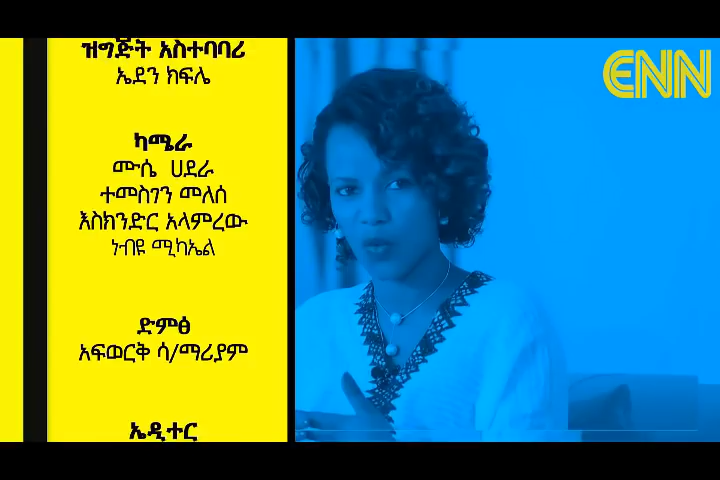 ዝግጅት አስተባባሪ
ኤደን ክፍሌ
ካሜራ
ሙሴ ሀደራ
ተመስገን መለሰ
እስክንድር አላምረው
ነብዩ ሚካኤል
ድምፅ
አፍወርቅ ሳ/ማሪያም
ኤዲተር
ENN